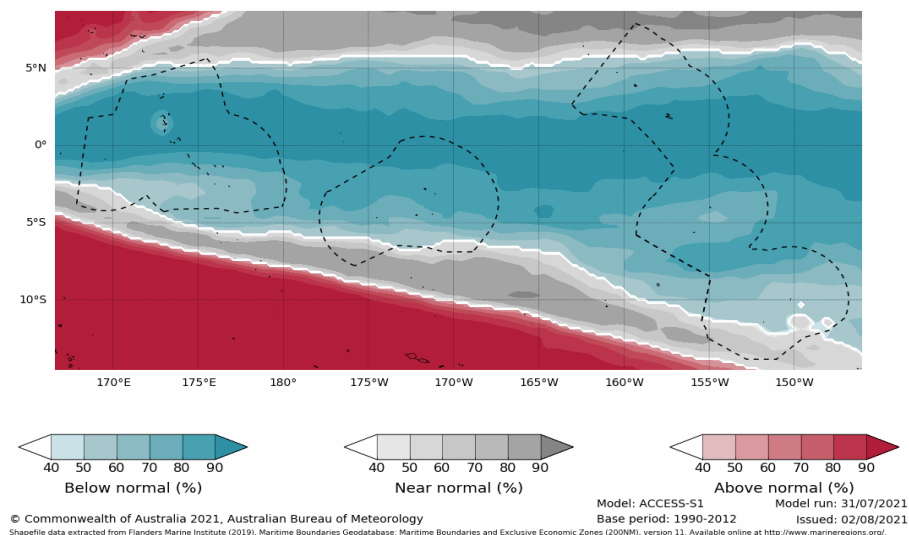 5°N
0°
5°S
10°S
170°E 175°E 180° 175°W 170°W 165°W 160°W 155°W 150°W
40 50 60 70 80 90 40 50 60 70 80 90 40 50 60 70 80 90
Below normal (%) Near normal (%) Above normal (%)
Model: ACCESS-S1 Model run: 31/07/2021
© Commonwealth of Australia 2021, Australian Bureau of Meteorology Base period: 1990-2012 Issued: 02/08/2021
Shapefile data extracted from Flanders Marine Institute (2019). Maritime Boundaries Geodatabase: Maritime Boundaries and Exclusive Economic Zones (200NM), version 11. Available online at http://www.marineregions.org/.